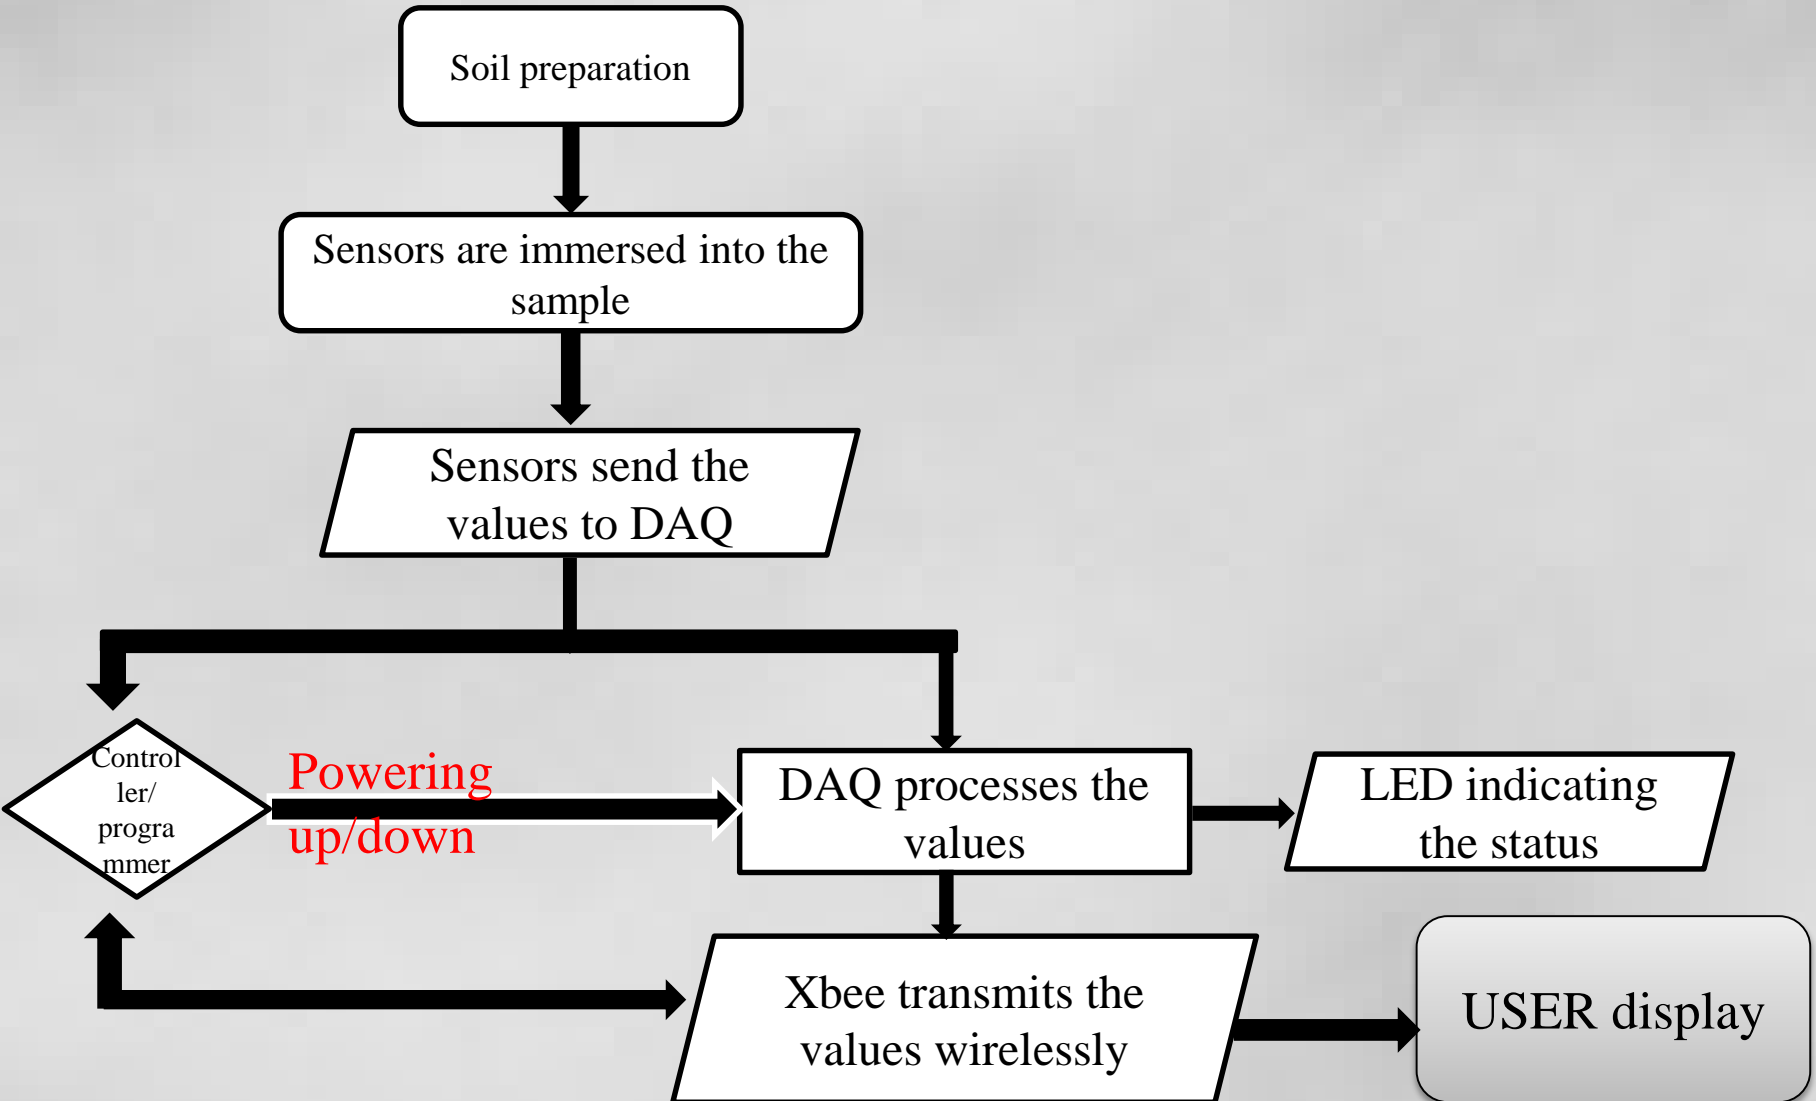 Soil preparation
Sensors are immersed into the
sample
Sensors send the
values to DAQ
Control
ler/
progra
mmer
Powering
up/down
DAQ processes the
values
LED indicating
the status
Xbee transmits the
values wirelessly
USER display